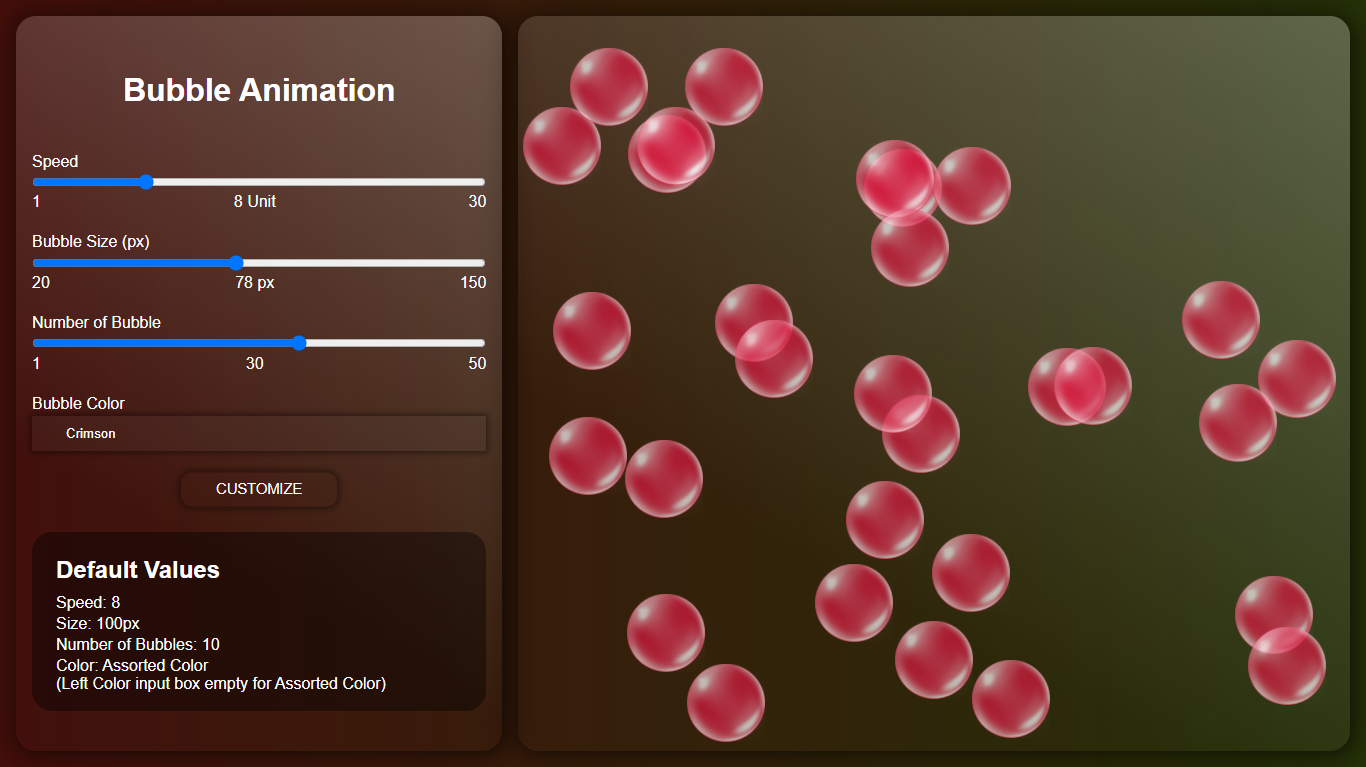 Bubble Animation
Speed
1 8 Unit 30
Bubble Size (px)
20 78 px 150
Number of Bubble
1 30 50
Bubble Color
Crimson
CUSTOMIZE
Default Values
Speed: 8
Size: 100px
Number of Bubbles: 10
Color: Assorted Color
(Left Color input box empty for Assorted Color)